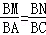 BM/BA = BN/BC